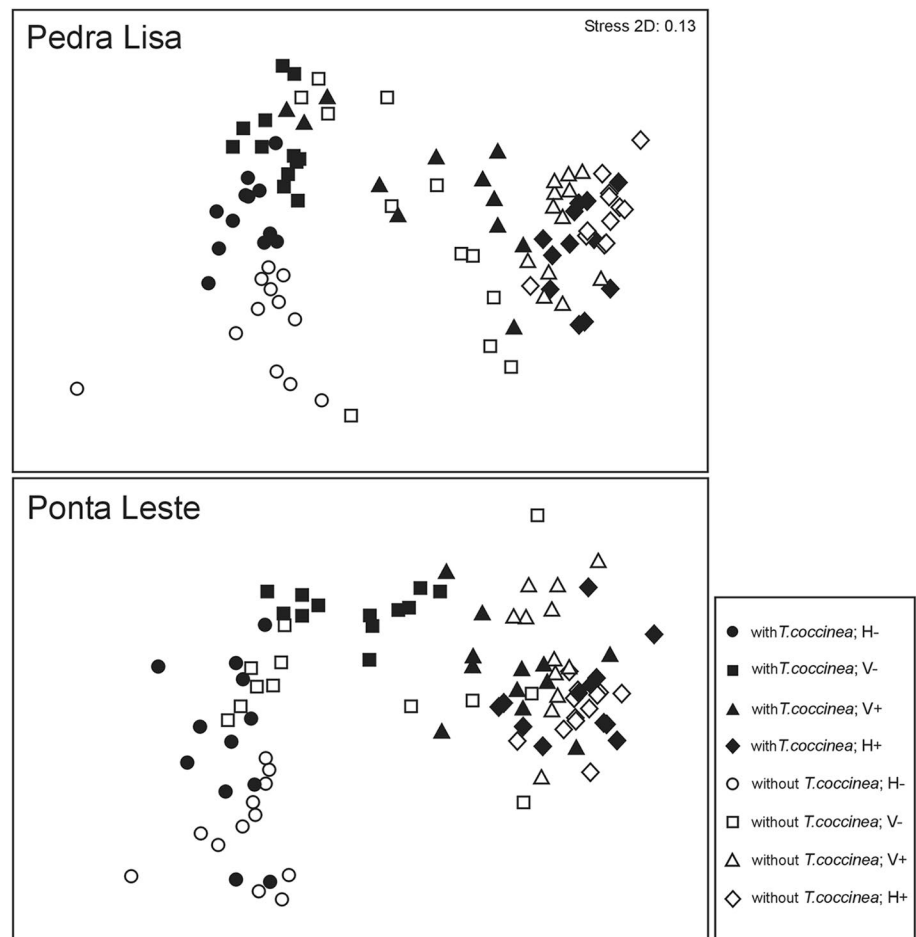 Pedra Lisa
Stress 2D: 0.13
Ponta Leste
with T.coccinea; H-
with T.coccinea; V-
with T.coccinea; V+
with T.coccinea; H+
without T.coccinea; H-
without T.coccinea; V-
without T.coccinea; V+
without T.coccinea; H+